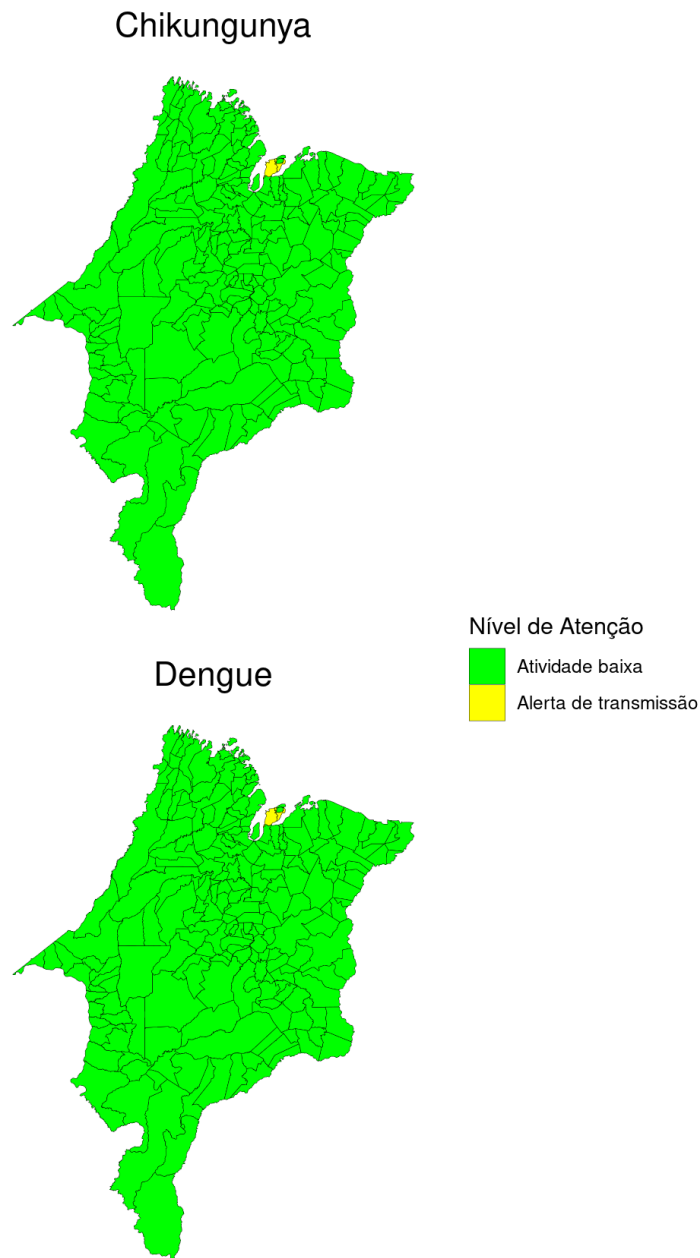 Chikungunya
Nível de Atenção
Atividade baixa
Alerta de transmissão
Dengue